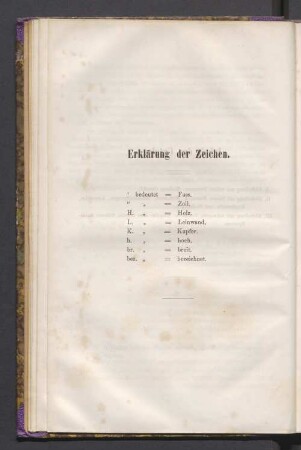 Erklärung der Zeichen.
' bedeutet = Fuss.
" „ = Zoll.
H. „ = Holz.
L. „ = Leinwand.
K. „ = Kupfer.
h. „ = hoch.
br. „ = breit.
bez. „ = bezeichnet.